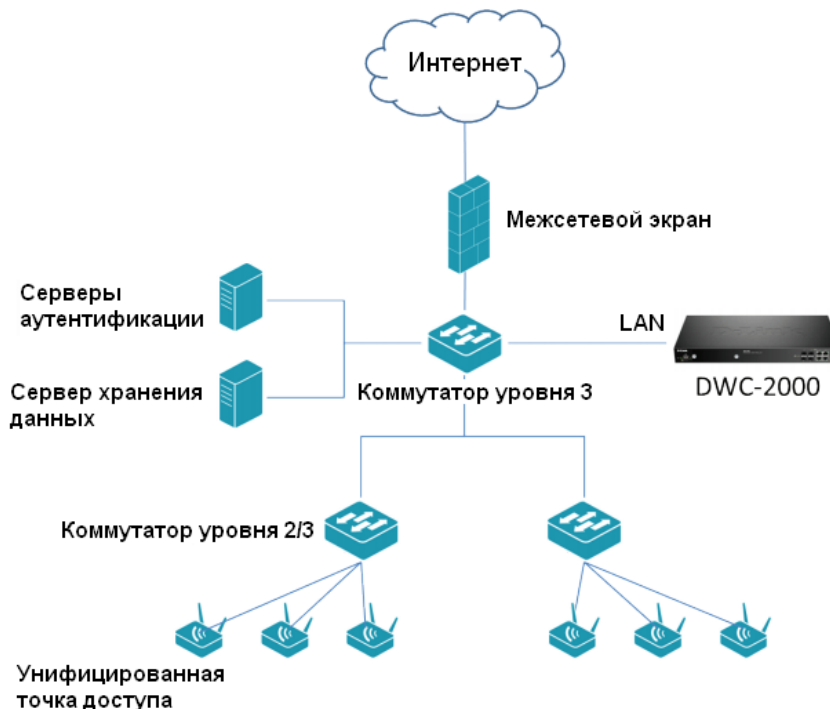 Интернет
Межсетевой экран
Серверы
аутентификации
LAN
Сервер хранения
данных
Коммутатор уровня 3
DWC-2000
Коммутатор уровня 2/3
Унифицированная
точка доступа